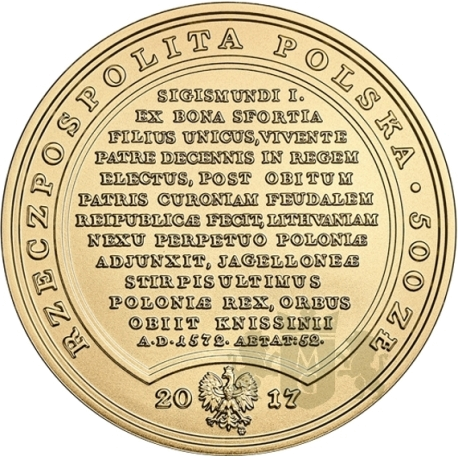 RZECZPOSPOLITA POLSKA · 500 ZŁ
SIGISMUNDI I.
EX BONA SFORTIA
FILIUS UNICUS, VIVENTE
PATRE DECENNIS IN REGEM
ELECTUS, POST OBITUM
PATRIS CURONIAM FEUDALEM
REIPUBLICÆ FECIT, LITHVANIAM
NEXU PERPETUO POLONIÆ
ADJUNXIT, JAGELLONEÆ
STIRPIS ULTIMUS
POLONIÆ REX, ORBUS
OBIIT KNISSINII
A.D. 1572. AETAT: 52.
20 17